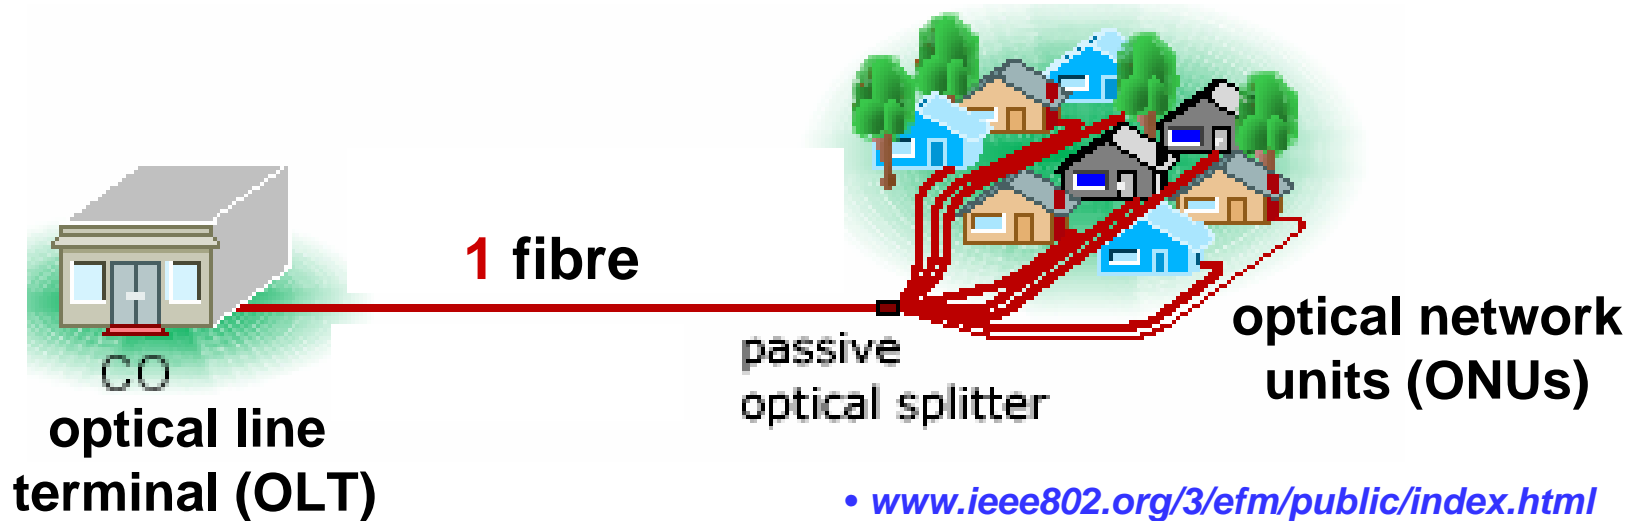 1 fibre
CO
optical line
terminal (OLT)
passive
optical splitter
optical network
units (ONUs)
• www.ieee802.org/3/efm/public/index.html